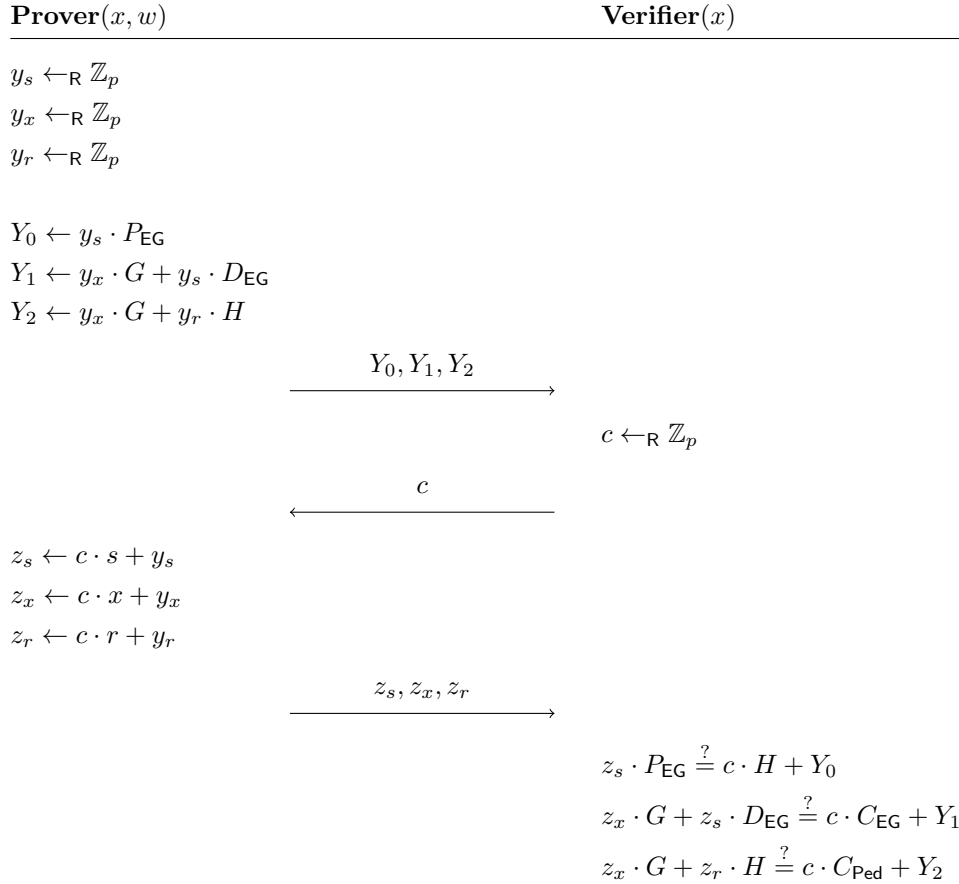 Prover(x, w) Verifier(x)
y_s ←_R ℤ_p
y_x ←_R ℤ_p
y_r ←_R ℤ_p
Y_0 ← y_s · P_EG
Y_1 ← y_x · G + y_s · D_EG
Y_2 ← y_x · G + y_r · H
Y_0, Y_1, Y_2
c ←_R ℤ_p
c
z_s ← c · s + y_s
z_x ← c · x + y_x
z_r ← c · r + y_r
z_s, z_x, z_r
z_s · P_EG ≟ c · H + Y_0
z_x · G + z_s · D_EG ≟ c · C_EG + Y_1
z_x · G + z_r · H ≟ c · C_Ped + Y_2